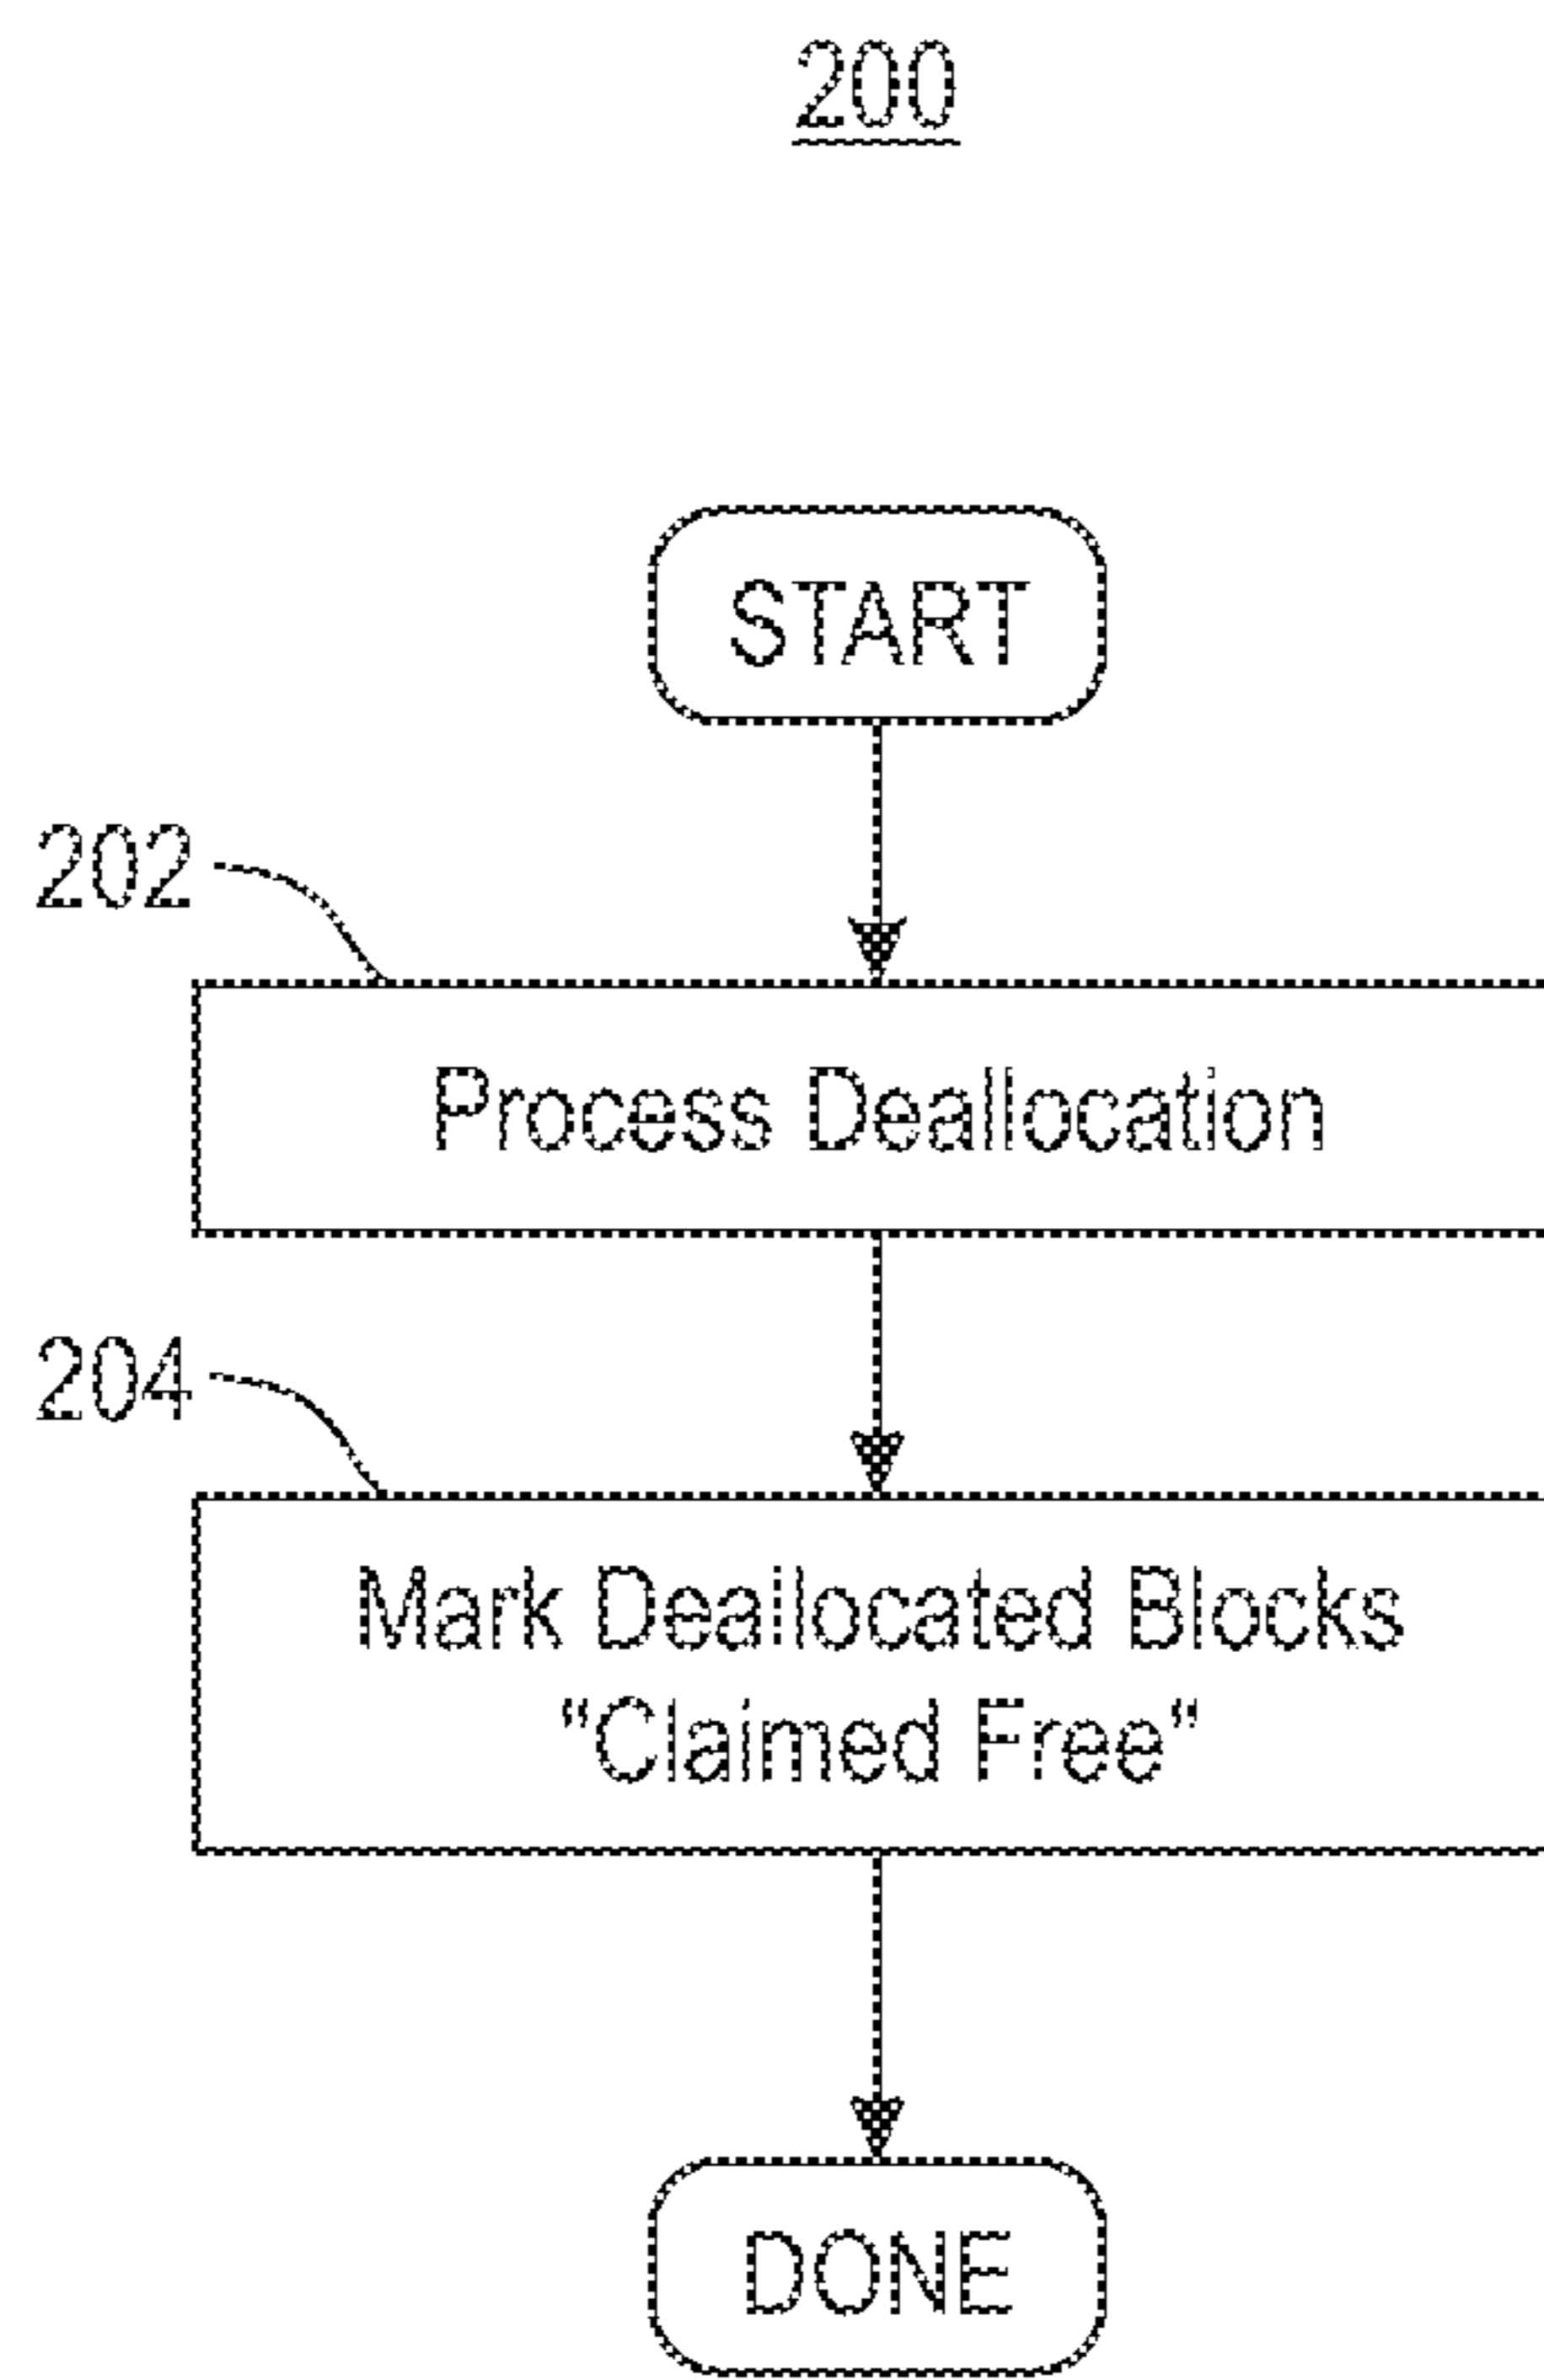 200
START
202
Process Deallocation
204
Mark Deallocated Blocks
"Claimed Free"
DONE